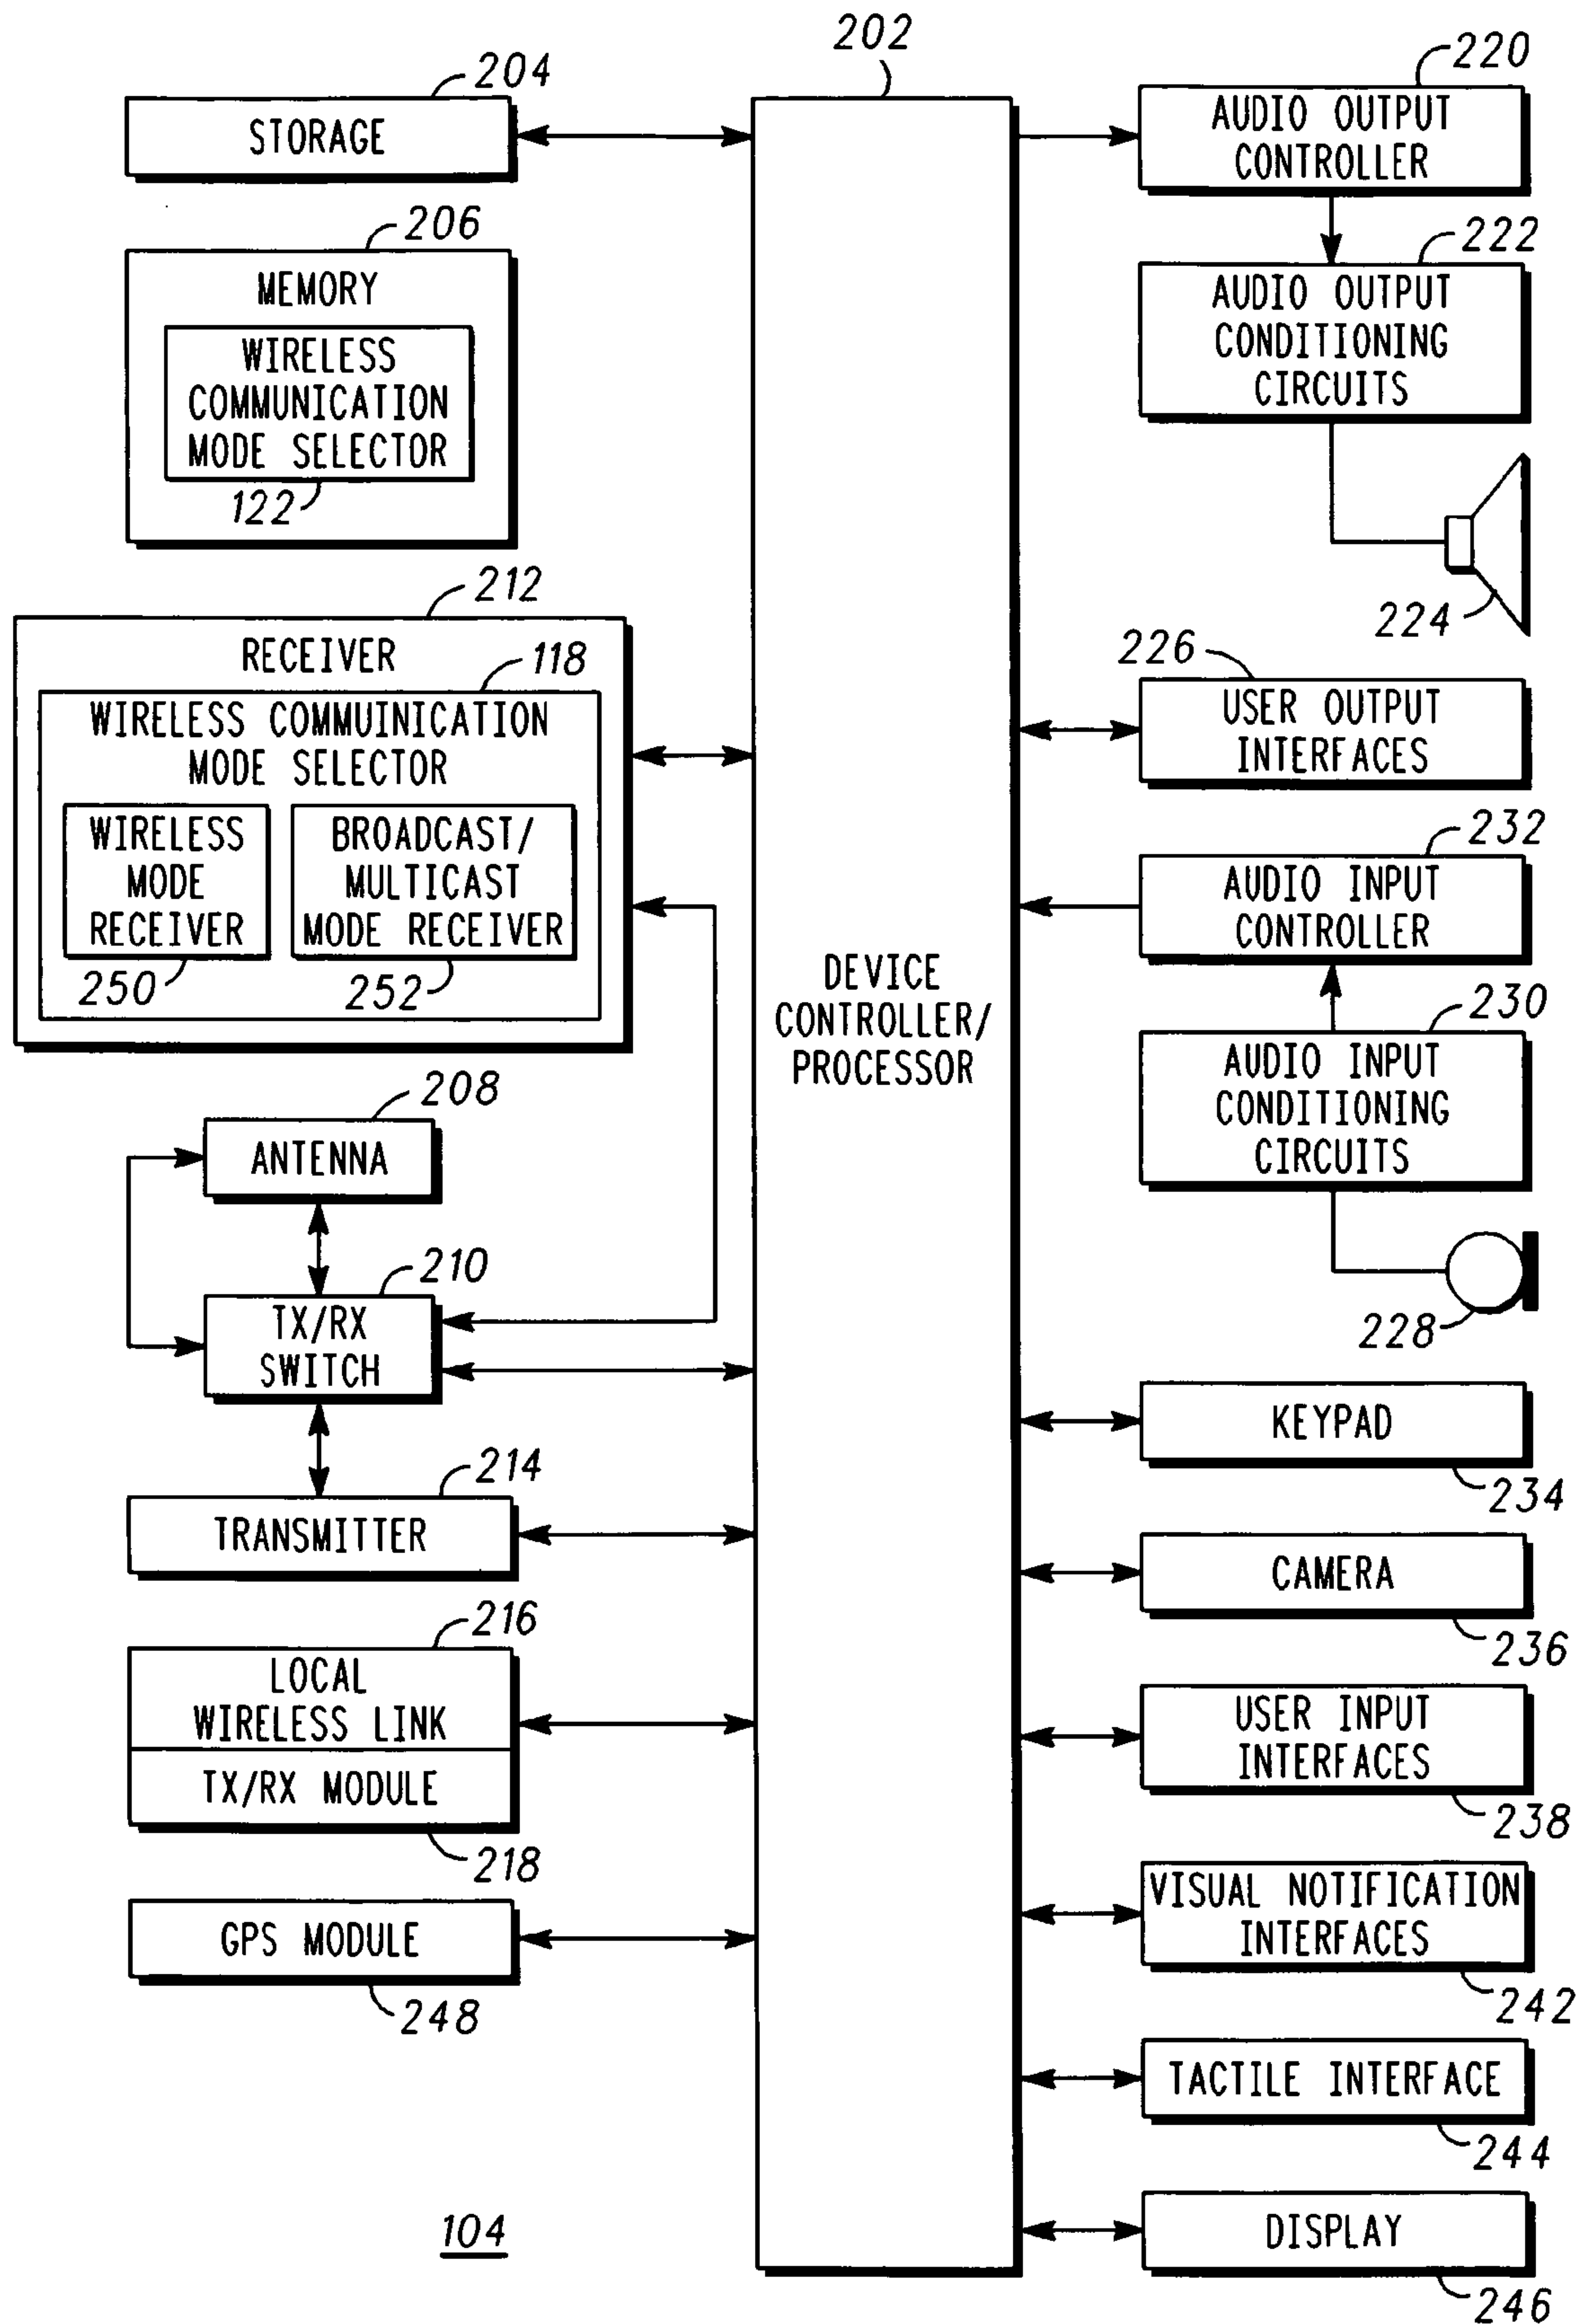 202
204
STORAGE
206
MEMORY
WIRELESS
COMMUNICATION
MODE SELECTOR
122
212
RECEIVER
118
WIRELESS COMMUINICATION
MODE SELECTOR
WIRELESS
MODE
RECEIVER
250
BROADCAST/
MULTICAST
MODE RECEIVER
252
208
ANTENNA
210
TX/RX
SWITCH
214
TRANSMITTER
216
LOCAL
WIRELESS LINK
TX/RX MODULE
218
GPS MODULE
248
104
DEVICE
CONTROLLER/
PROCESSOR
220
AUDIO OUTPUT
CONTROLLER
222
AUDIO OUTPUT
CONDITIONING
CIRCUITS
224
226
USER OUTPUT
INTERFACES
232
AUDIO INPUT
CONTROLLER
230
AUDIO INPUT
CONDITIONING
CIRCUITS
228
KEYPAD
234
CAMERA
236
USER INPUT
INTERFACES
238
VISUAL NOTIFICATION
INTERFACES
242
TACTILE INTERFACE
244
DISPLAY
246